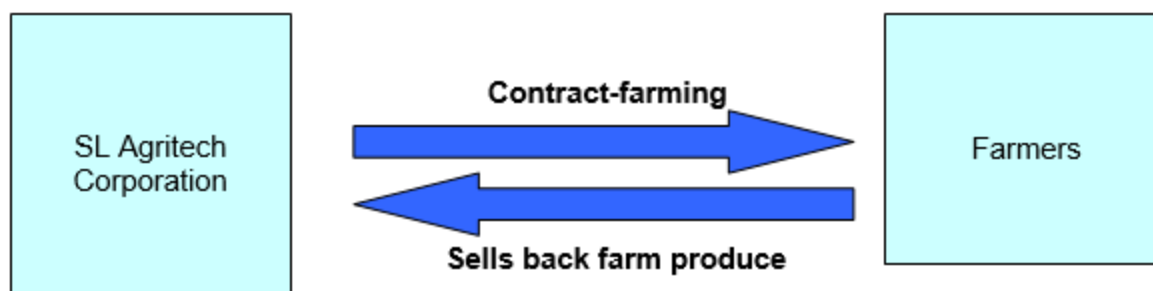 SL Agritech
Corporation
Contract-farming
Sells back farm produce
Farmers